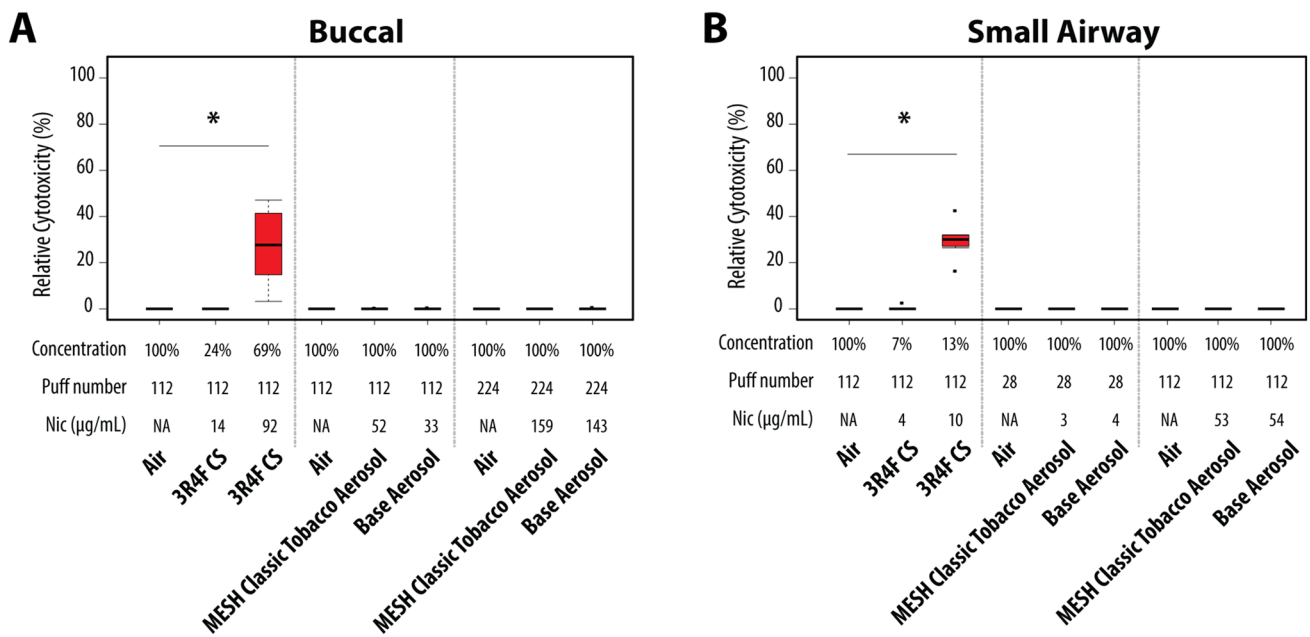 A
Buccal
Relative Cytotoxicity (%)
100
80
60
40
20
0
*
Concentration 100% 24% 69% 100% 100% 100% 100% 100% 100%
Puff number 112 112 112 112 112 112 224 224 224
Nic (µg/mL) NA 14 92 NA 52 33 NA 159 143
Air
3R4F CS
3R4F CS
Air
MESH Classic Tobacco Aerosol
Base Aerosol
Air
MESH Classic Tobacco Aerosol
Base Aerosol
B
Small Airway
Relative Cytotoxicity (%)
100
80
60
40
20
0
*
Concentration 100% 7% 13% 100% 100% 100% 100% 100% 100%
Puff number 112 112 112 28 28 28 112 112 112
Nic (µg/mL) NA 4 10 NA 3 4 NA 53 54
Air
3R4F CS
3R4F CS
Air
MESH Classic Tobacco Aerosol
Base Aerosol
Air
MESH Classic Tobacco Aerosol
Base Aerosol